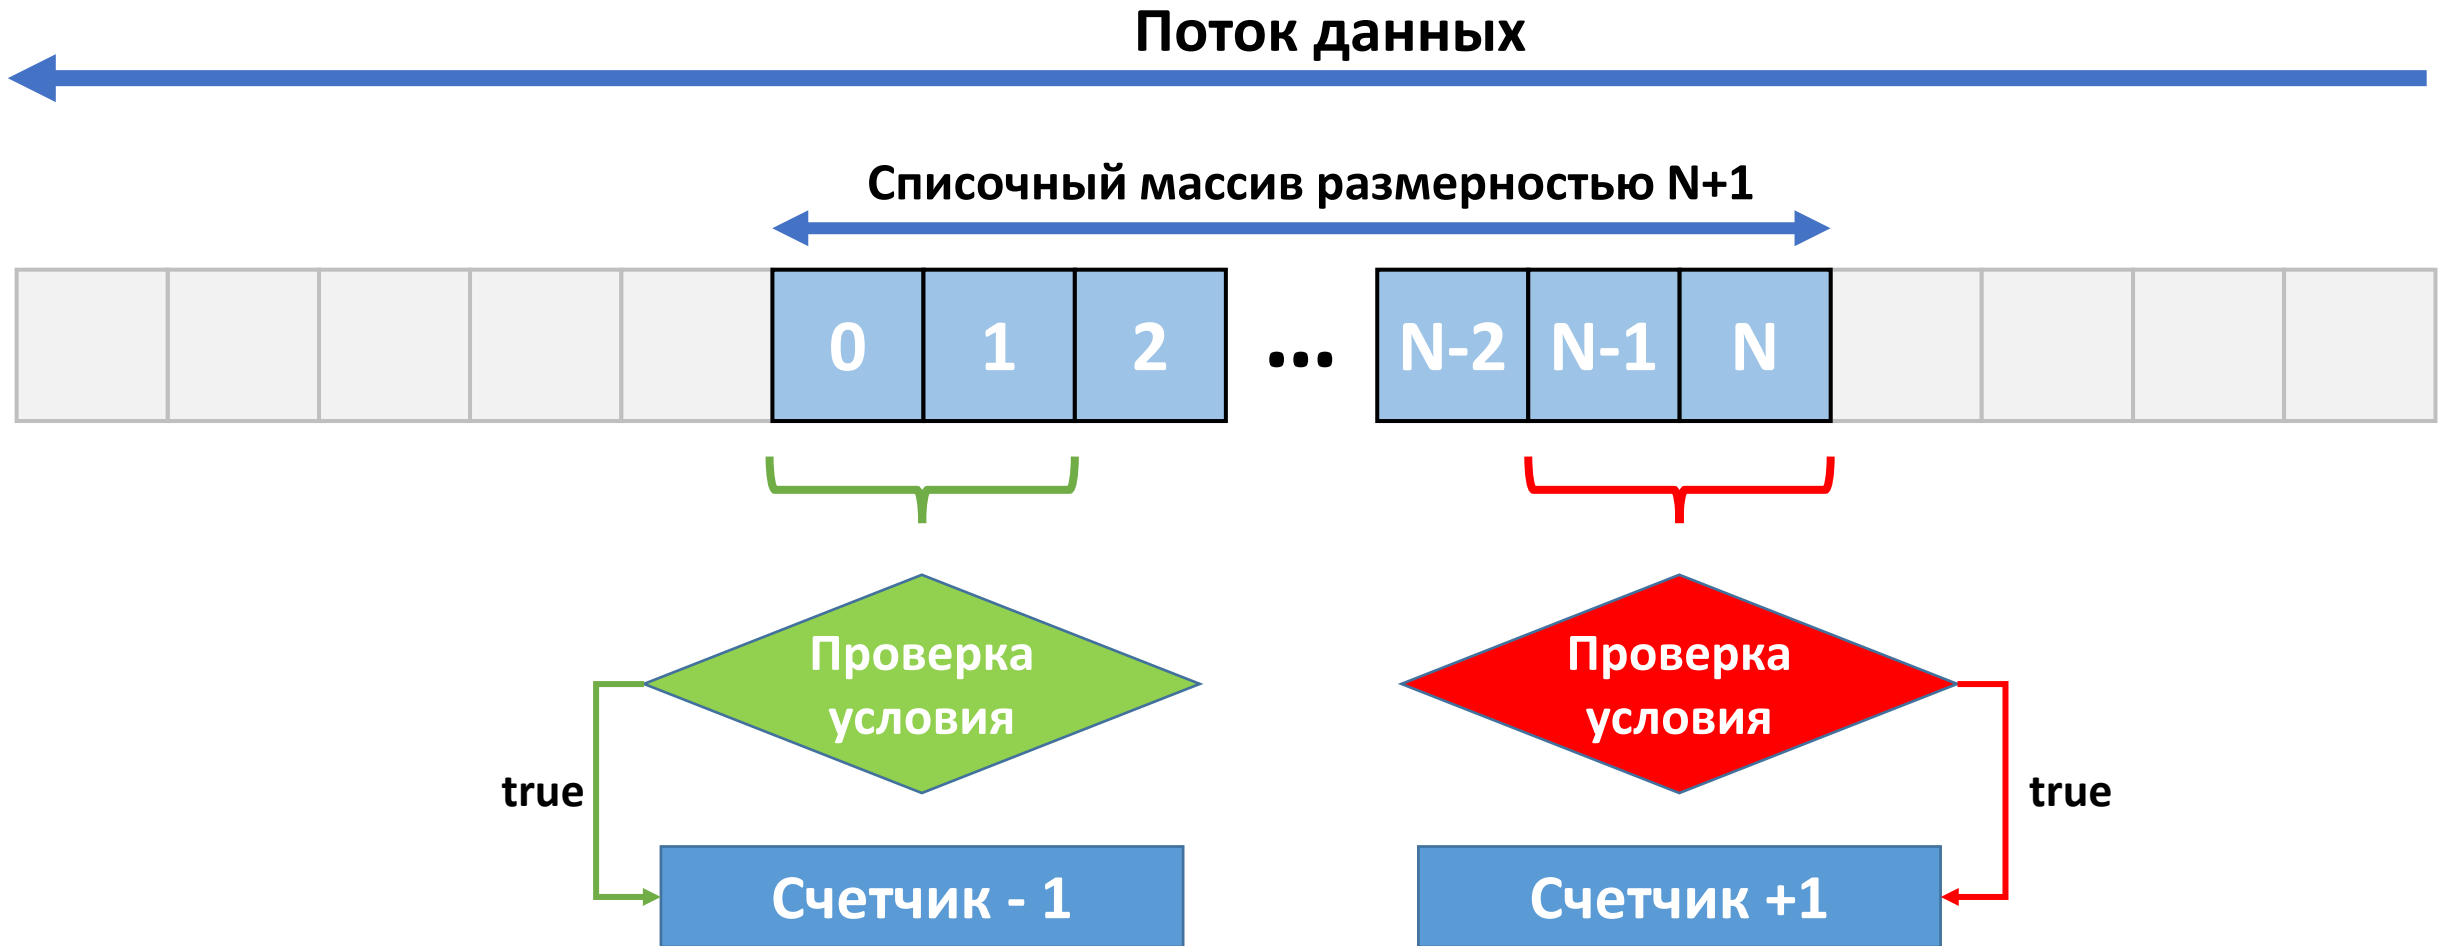 Поток данных
Списочный массив размерностью N+1
0 1 2 ... N-2 N-1 N
Проверка
условия
Проверка
условия
true
true
Счетчик - 1
Счетчик +1